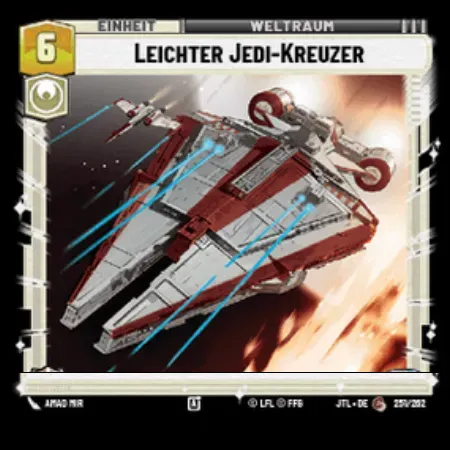 EINHEIT WELTRAUM
6 LEICHTER JEDI-KREUZER
AMAD MIR A © LFL © FFG JTL • DE 251/262